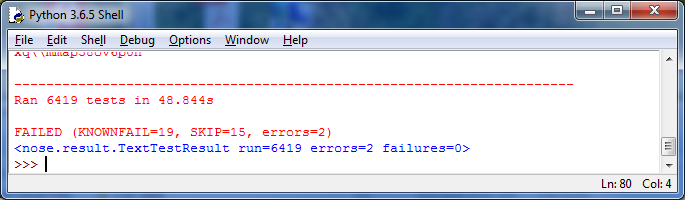 Python 3.6.5 Shell
File Edit Shell Debug Options Window Help
----------------------------------------------------------------------
Ran 6419 tests in 48.844s
FAILED (KNOWNFAIL=19, SKIP=15, errors=2)
<nose.result.TextTestResult run=6419 errors=2 failures=0>
>>>
Ln: 80 Col: 4